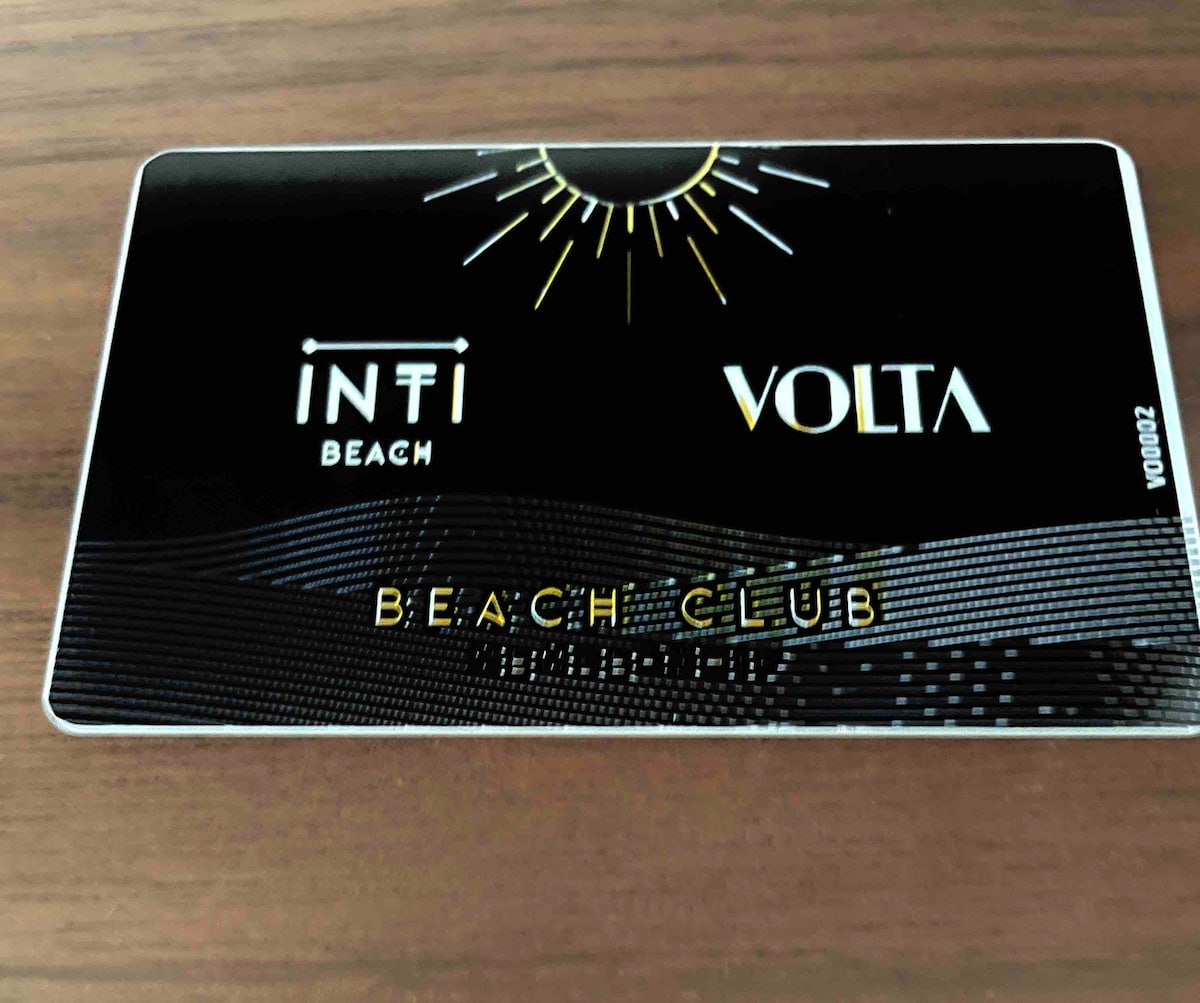 INTI
BEACH
VOLTA
V00002
BEACH CLUB